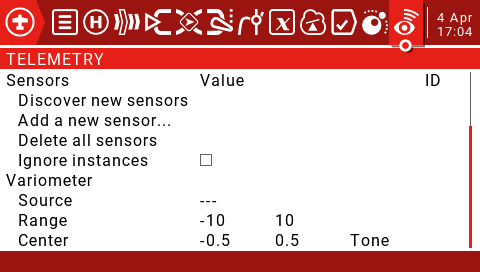 4 Apr
17:04
TELEMETRY
Sensors Value ID
Discover new sensors
Add a new sensor...
Delete all sensors
Ignore instances
Variometer
Source ---
Range -10 10
Center -0.5 0.5 Tone